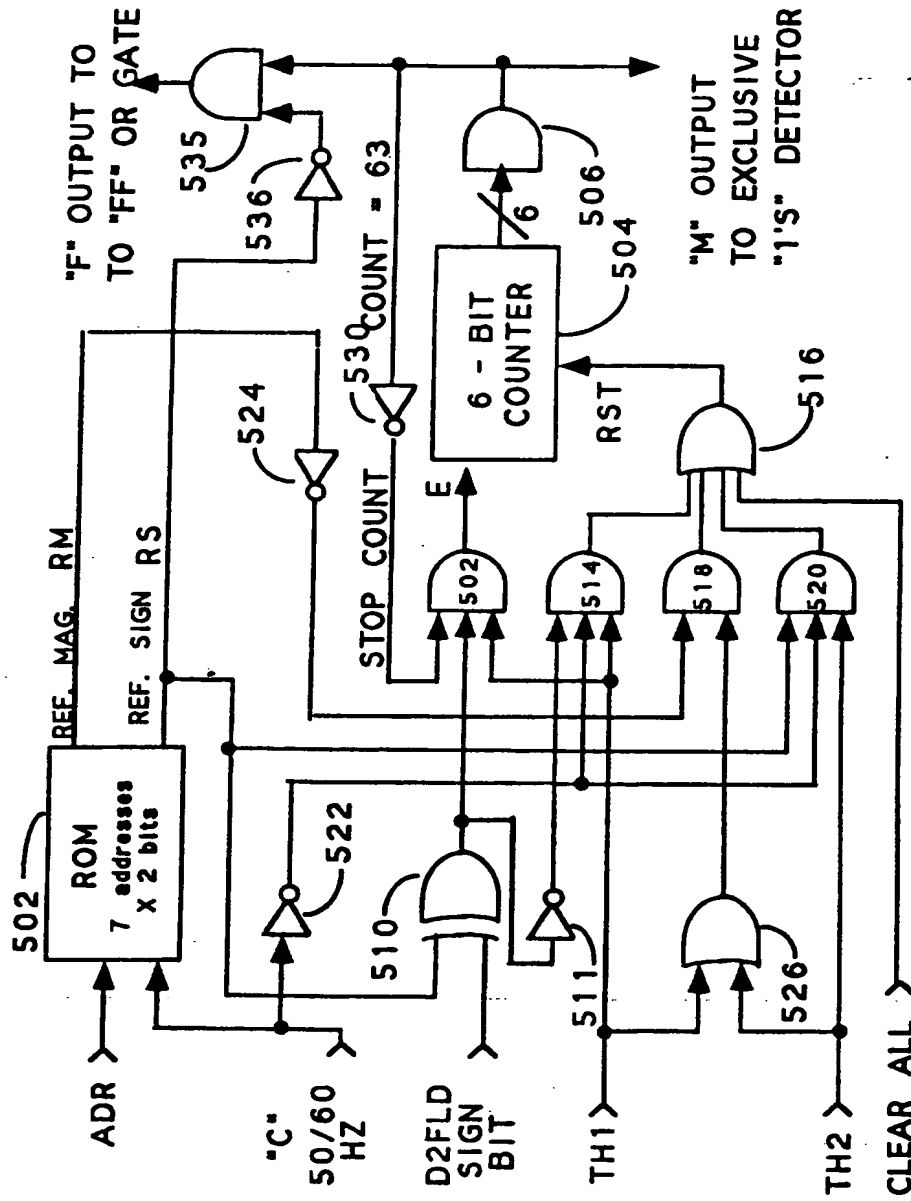 502
ROM
7 addresses
X 2 bits
REF. MAG. RM
REF. SIGN RS
"F" OUTPUT TO
TO "FF" OR GATE
535
536
524
530
COUNT = 63
STOP COUNT
ADR
"C"
50/60
HZ
522
510
D2FLD
SIGN
BIT
511
TH1
TH2
526
CLEAR ALL
502
514
518
520
E
6 - BIT
COUNTER
504
6
506
RST
516
"M" OUTPUT
TO EXCLUSIVE
"1'S" DETECTOR